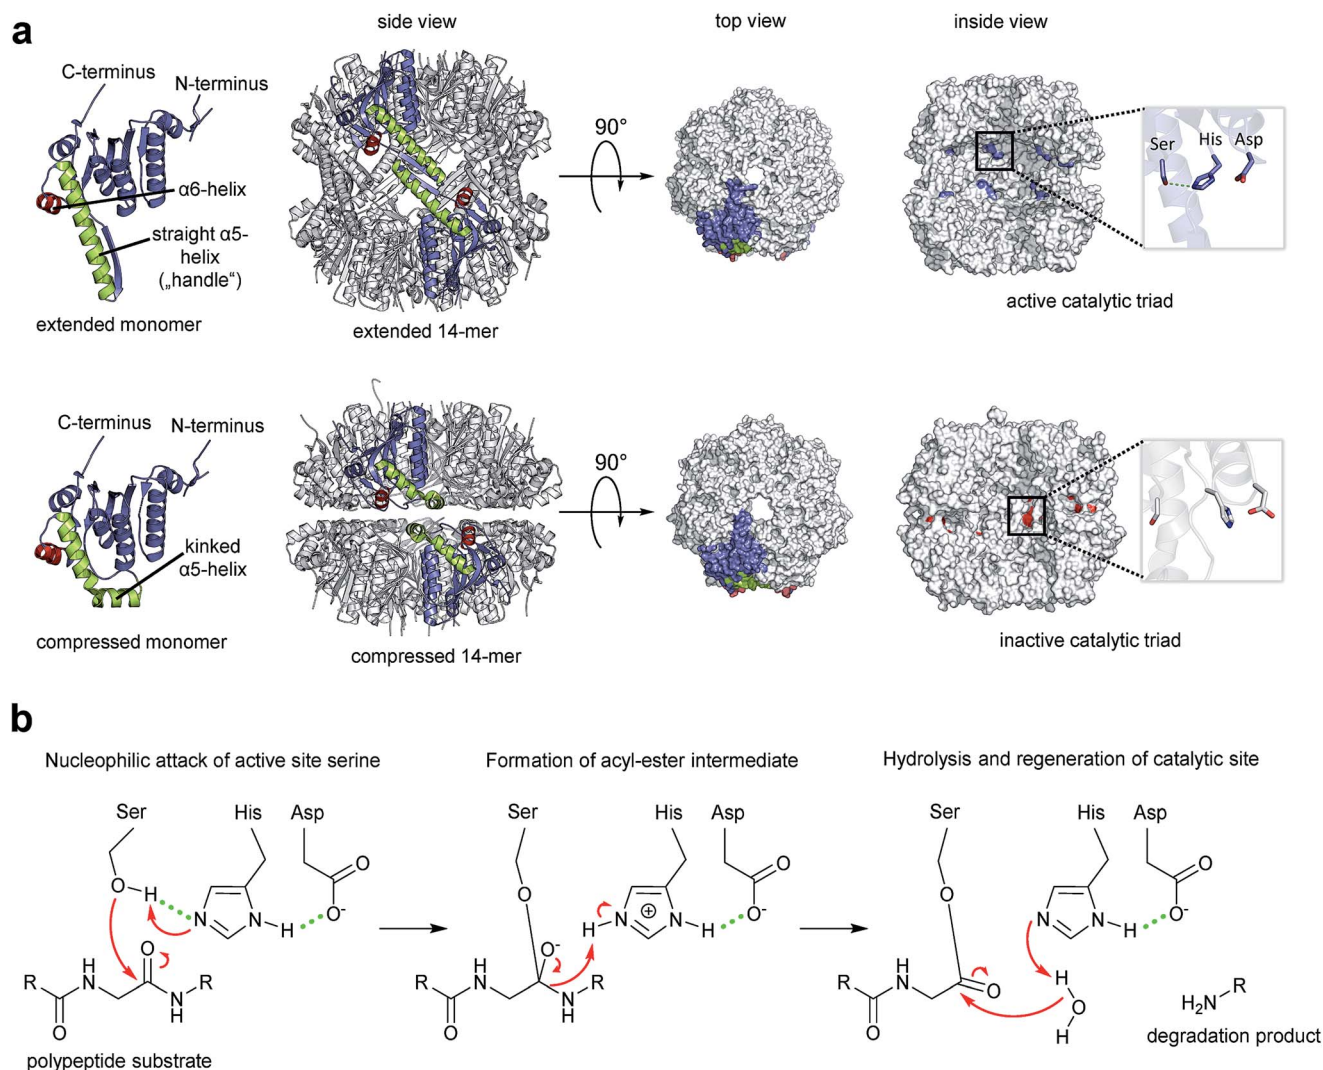 a
side view
top view
inside view
C-terminus
N-terminus
90°
Ser
His
Asp
α6-helix
straight α5-
helix
(„handle“)
active catalytic triad
extended monomer
extended 14-mer
C-terminus
N-terminus
90°
kinked
α5-helix
inactive catalytic triad
compressed monomer
compressed 14-mer
b
Nucleophilic attack of active site serine
Formation of acyl-ester intermediate
Hydrolysis and regeneration of catalytic site
Ser
His
Asp
O
H
N
N
H
O
O-
R
O
H
N
O
N
H
R
polypeptide substrate
Ser
His
Asp
O
H
N
N
H
O
O-
R
O
H
N
O-
N
H
R
Ser
His
Asp
O
N
N
H
O
O-
R
O
H
N
O
H
O
H
H2N
R
degradation product